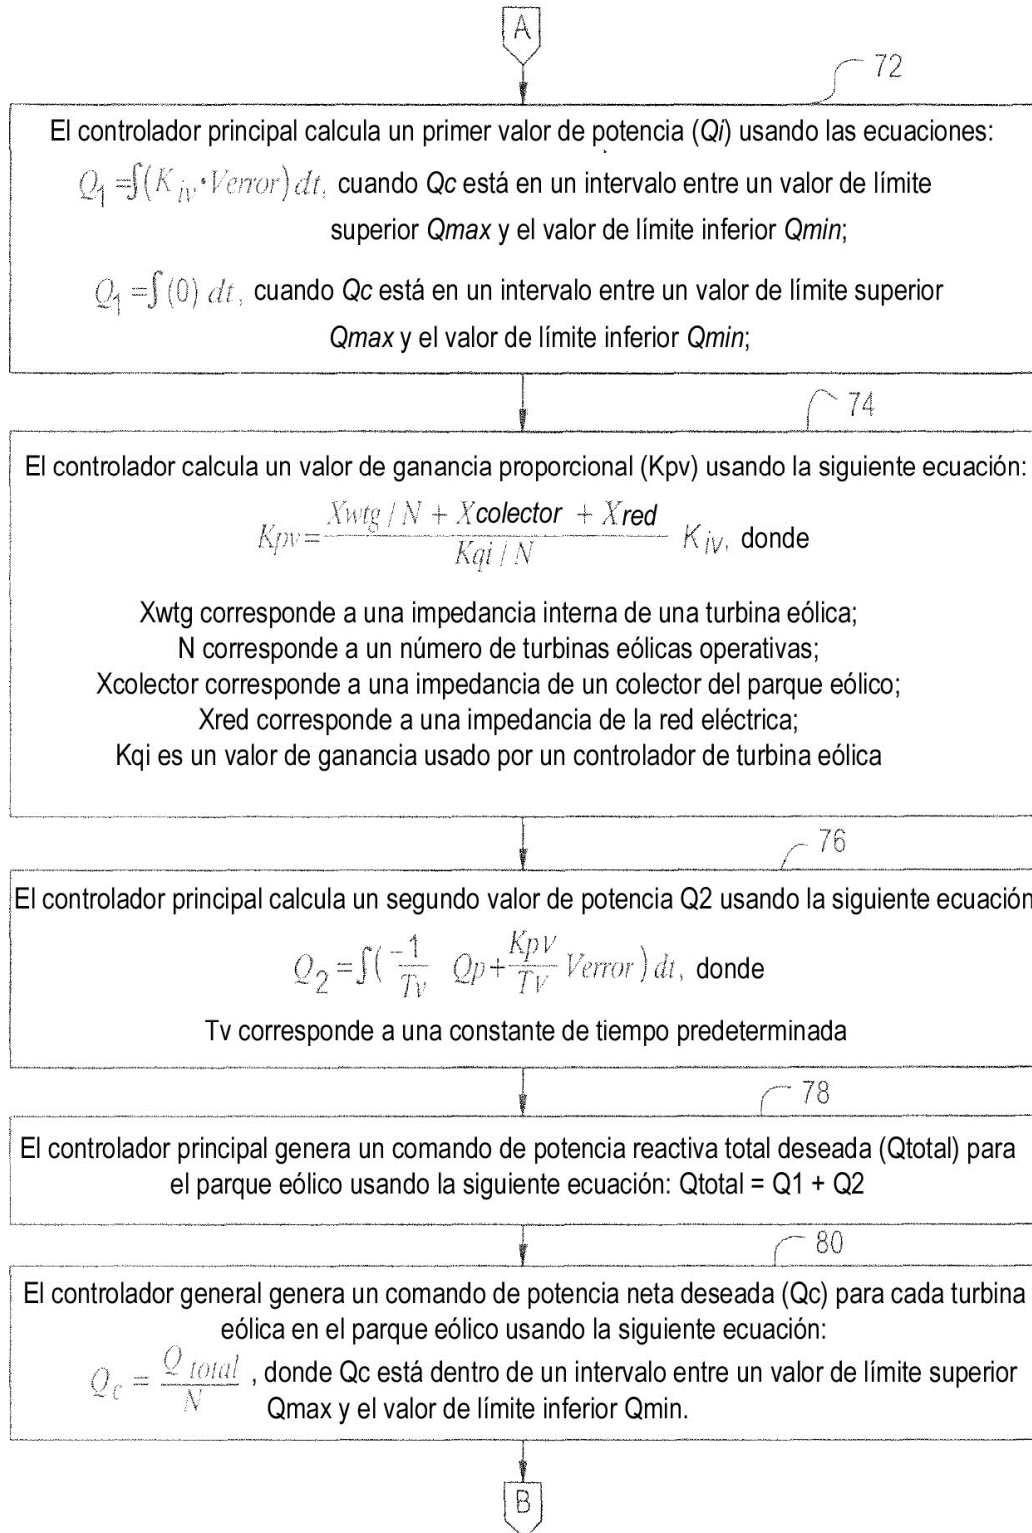 A
72
El controlador principal calcula un primer valor de potencia (Qi) usando las ecuaciones:
Q1 =∫(K iv•Verror) dt, cuando Qc está en un intervalo entre un valor de límite
superior Qmax y el valor de límite inferior Qmin;
Q1 =∫(0) dt, cuando Qc está en un intervalo entre un valor de límite superior
Qmax y el valor de límite inferior Qmin;
74
El controlador calcula un valor de ganancia proporcional (Kpv) usando la siguiente ecuación:
Xwtg / N + Xcolector + Xred
Kpv= K iv, donde
Kqi / N
Xwtg corresponde a una impedancia interna de una turbina eólica;
N corresponde a un número de turbinas eólicas operativas;
Xcolector corresponde a una impedancia de un colector del parque eólico;
Xred corresponde a una impedancia de la red eléctrica;
Kqi es un valor de ganancia usado por un controlador de turbina eólica
76
El controlador principal calcula un segundo valor de potencia Q2 usando la siguiente ecuación
Q2 =∫(-1/Tv Qp+Kpv/Tv Verror) dt, donde
Tv corresponde a una constante de tiempo predeterminada
78
El controlador principal genera un comando de potencia reactiva total deseada (Qtotal) para
el parque eólico usando la siguiente ecuación: Qtotal = Q1 + Q2
80
El controlador general genera un comando de potencia neta deseada (Qc) para cada turbina
eólica en el parque eólico usando la siguiente ecuación:
Qc = Q total/N , donde Qc está dentro de un intervalo entre un valor de límite superior
Qmax y el valor de límite inferior Qmin.
B